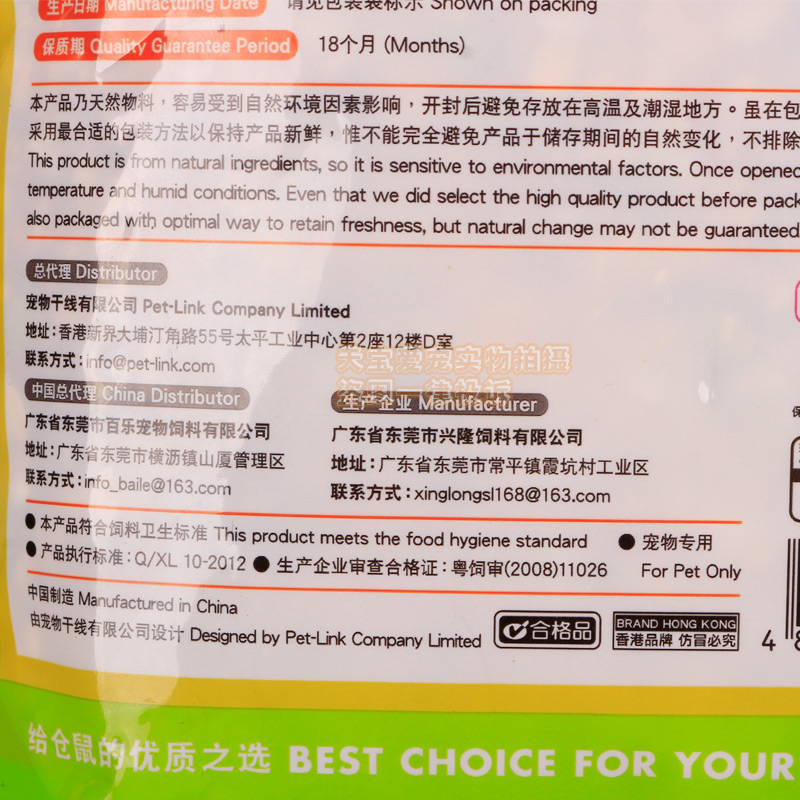 生产日期 Manufacturing Date 请见包装袋标示 Shown on packing
保质期 Quality Guarantee Period 18个月 (Months)
本产品乃天然物料，容易受到自然环境因素影响，开封后避免存放在高温及潮湿地方。虽在包
采用最合适的包装方法以保持产品新鲜，惟不能完全避免产品于储存期间的自然变化，不排除
This product is from natural ingredients, so it is sensitive to environmental factors. Once opened
temperature and humid conditions. Even that we did select the high quality product before pack
also packaged with optimal way to retain freshness, but natural change may not be guaranteed
总代理 Distributor
宠物干线有限公司 Pet-Link Company Limited
地址：香港新界大埔汀角路55号太平工业中心第2座12楼D室
联系方式：info@pet-link.com
天宝爱宠实物拍摄
盗图一律投诉
中国总代理 China Distributor
广东省东莞市百乐宠物饲料有限公司
地址：广东省东莞市横沥镇山厦管理区
联系方式：info_baile@163.com
生产企业 Manufacturer
广东省东莞市兴隆饲料有限公司
地址：广东省东莞市常平镇霞坑村工业区
联系方式：xinglongsl168@163.com
●本产品符合饲料卫生标准 This product meets the food hygiene standard ●宠物专用
●产品执行标准：Q/XL 10-2012 ●生产企业审查合格证：粤饲审(2008)11026 For Pet Only
中国制造 Manufactured in China
由宠物干线有限公司设计 Designed by Pet-Link Company Limited
合格品
BRAND HONG KONG
香港品牌 仿冒必究
4 8
给仓鼠的优质之选 BEST CHOICE FOR YOUR